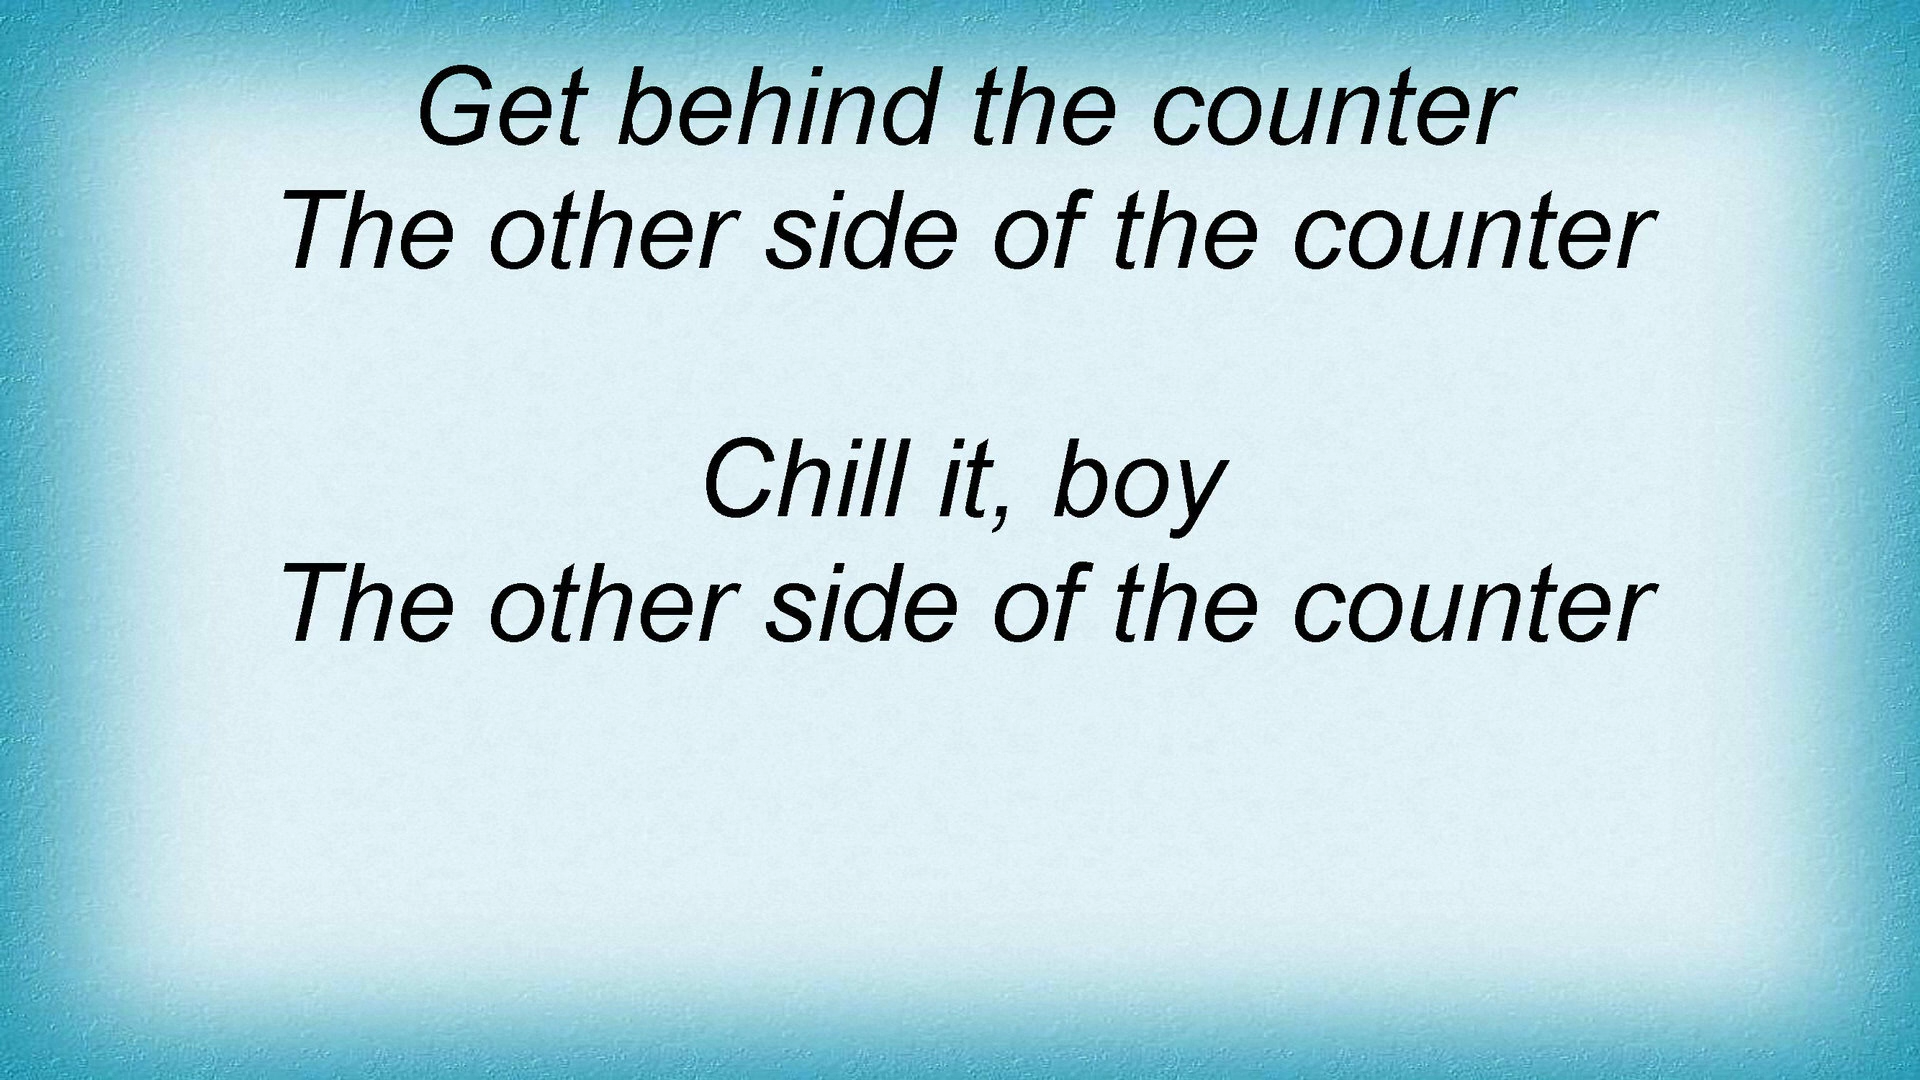 Get behind the counter
The other side of the counter
Chill it, boy
The other side of the counter